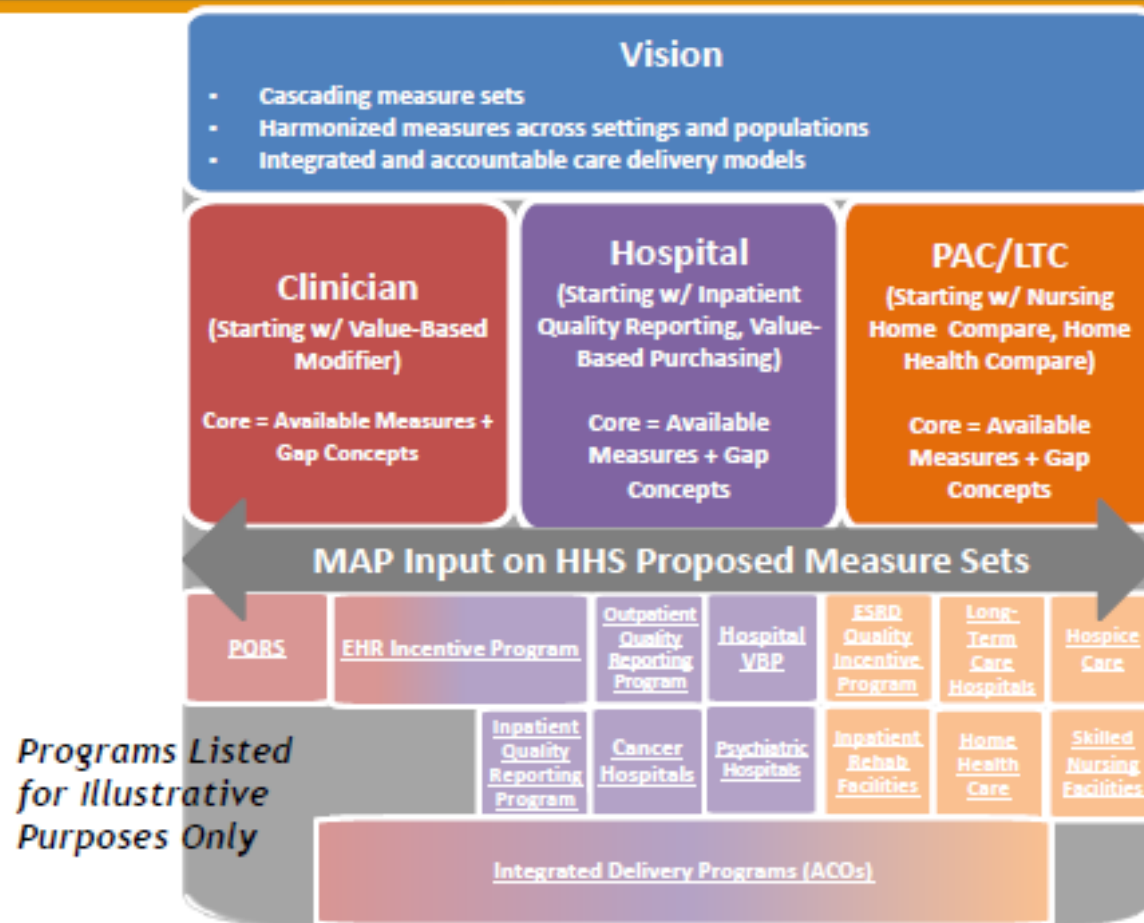 Vision
- Cascading measure sets
- Harmonized measures across settings and populations
- Integrated and accountable care delivery models
Clinician
(Starting w/ Value-Based
Modifier)
Core = Available Measures +
Gap Concepts
Hospital
(Starting w/ Inpatient
Quality Reporting, Value-
Based Purchasing)
Core = Available
Measures + Gap
Concepts
PAC/LTC
(Starting w/ Nursing
Home Compare, Home
Health Compare)
Core = Available
Measures + Gap
Concepts
MAP Input on HHS Proposed Measure Sets
PQRS
EHR Incentive Program
Outpatient
Quality
Reporting
Program
Hospital
VBP
ESRD
Quality
Incentive
Program
Long-
Term
Care
Hospitals
Hospice
Care
Inpatient
Quality
Reporting
Program
Cancer
Hospitals
Psychiatric
Hospitals
Inpatient
Rehab
Facilities
Home
Health
Care
Skilled
Nursing
Facilities
Programs Listed
for Illustrative
Purposes Only
Integrated Delivery Programs (ACOs)